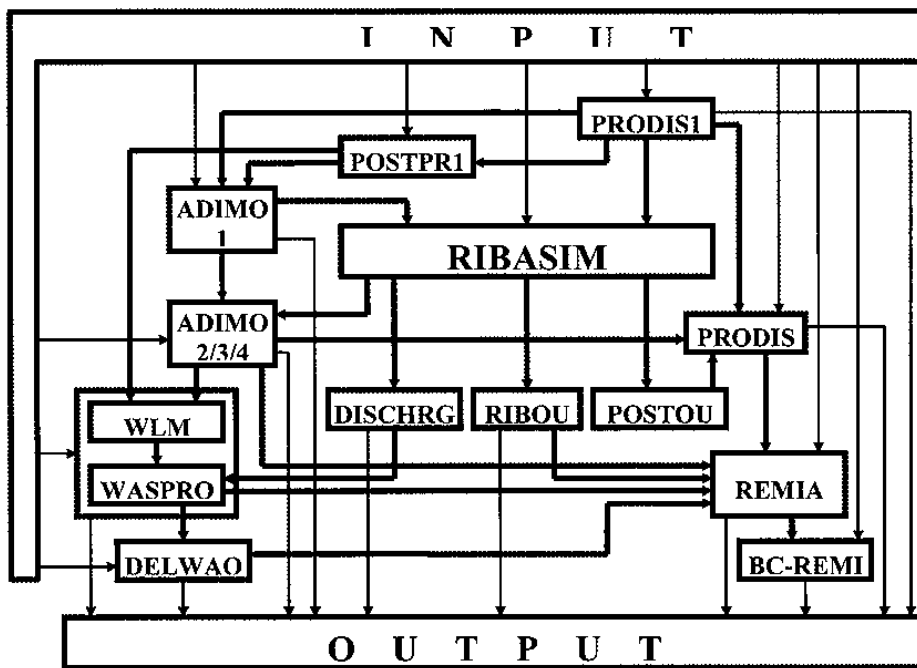 I N P U T
PRODIS1
POSTPR1
ADIMO
1
RIBASIM
ADIMO
2/3/4
PRODIS
DISCHRG
RIBOU
POSTOU
WLM
WASPRO
REMIA
DELWAO
BC-REMI
O U T P U T